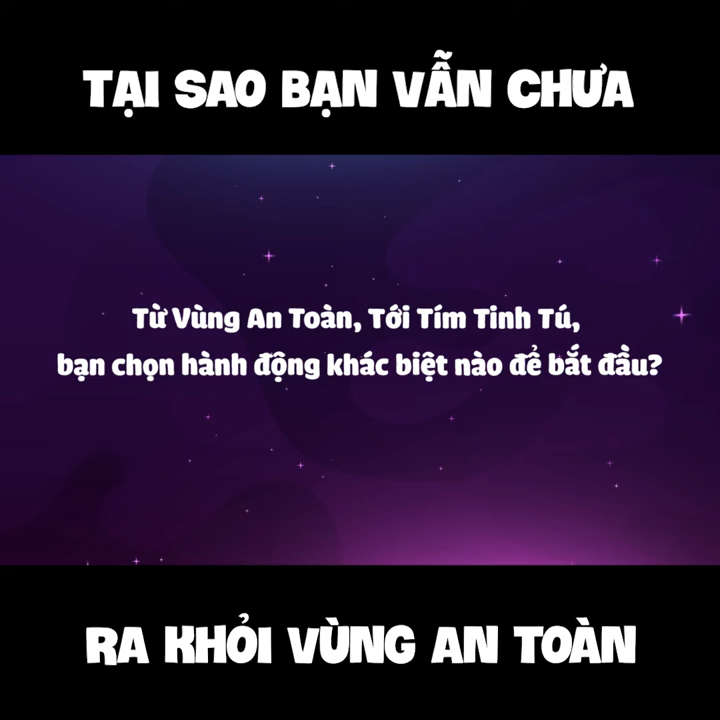 TẠI SAO BẠN VẪN CHƯA
Từ Vùng An Toàn, Tới Tím Tinh Tú,
bạn chọn hành động khác biệt nào để bắt đầu?
RA KHỎI VÙNG AN TOÀN